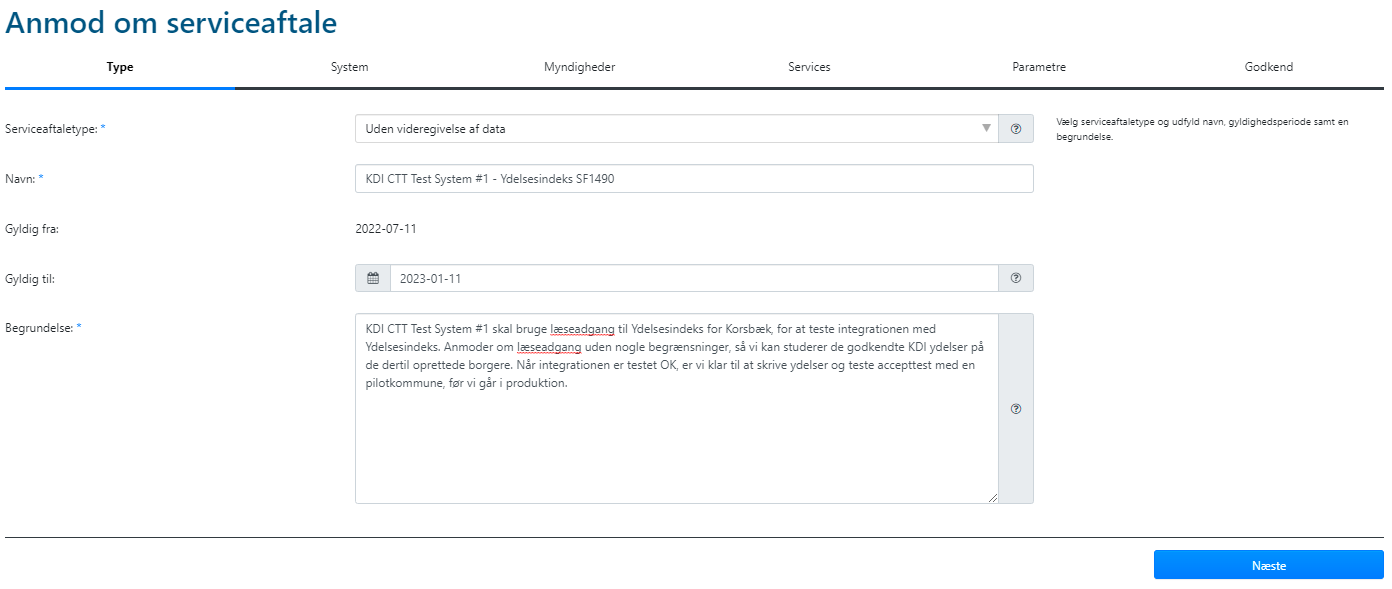 Anmod om serviceaftale
Type System Myndigheder Services Parametre Godkend
Serviceaftaletype: * Uden videregivelse af data
Vælg serviceaftaletype og udfyld navn, gyldighedsperiode samt en
begrundelse.
Navn: * KDI CTT Test System #1 - Ydelsesindeks SF1490
Gyldig fra: 2022-07-11
Gyldig til: 2023-01-11
Begrundelse: * KDI CTT Test System #1 skal bruge læseadgang til Ydelsesindeks for Korsbæk, for at teste integrationen med
Ydelsesindeks. Anmoder om læseadgang uden nogle begrænsninger, så vi kan studerer de godkendte KDI ydelser på
de dertil oprettede borgere. Når integrationen er testet OK, er vi klar til at skrive ydelser og teste accepttest med en
pilotkommune, før vi går i produktion.
Næste